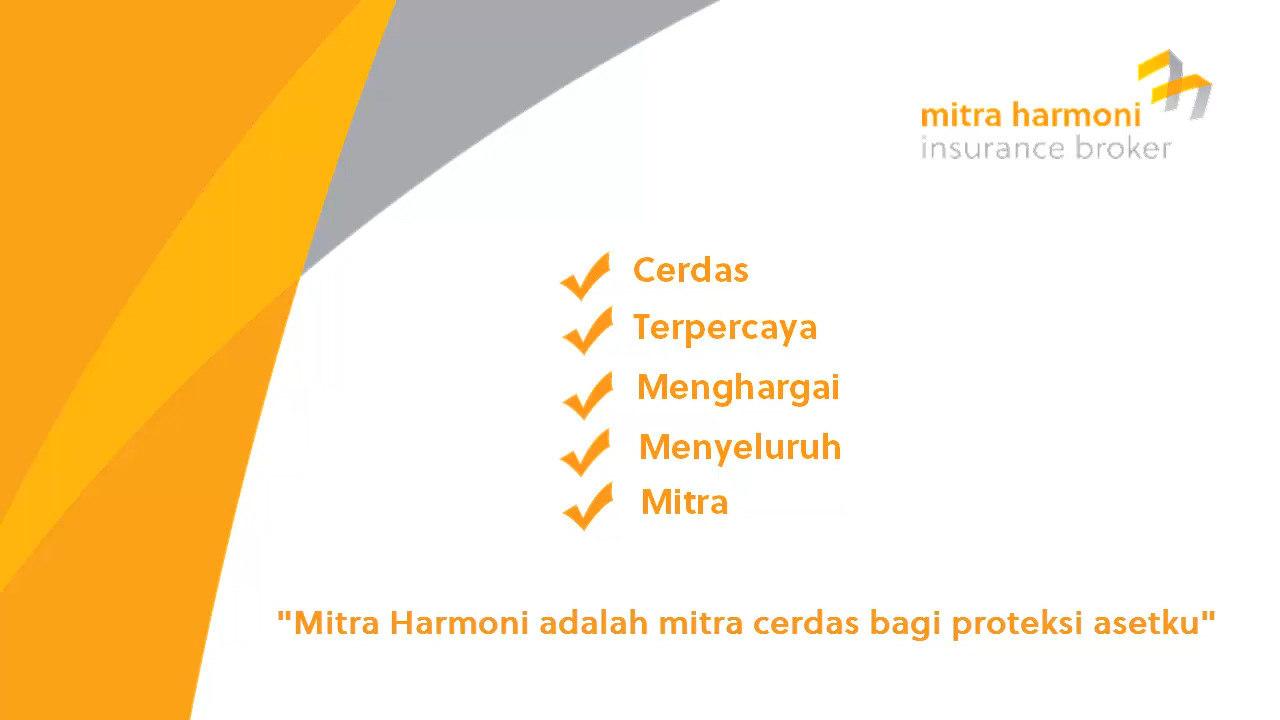 mitra harmoni
insurance broker
Cerdas
Terpercaya
Menghargai
Menyeluruh
Mitra
"Mitra Harmoni adalah mitra cerdas bagi proteksi asetku"